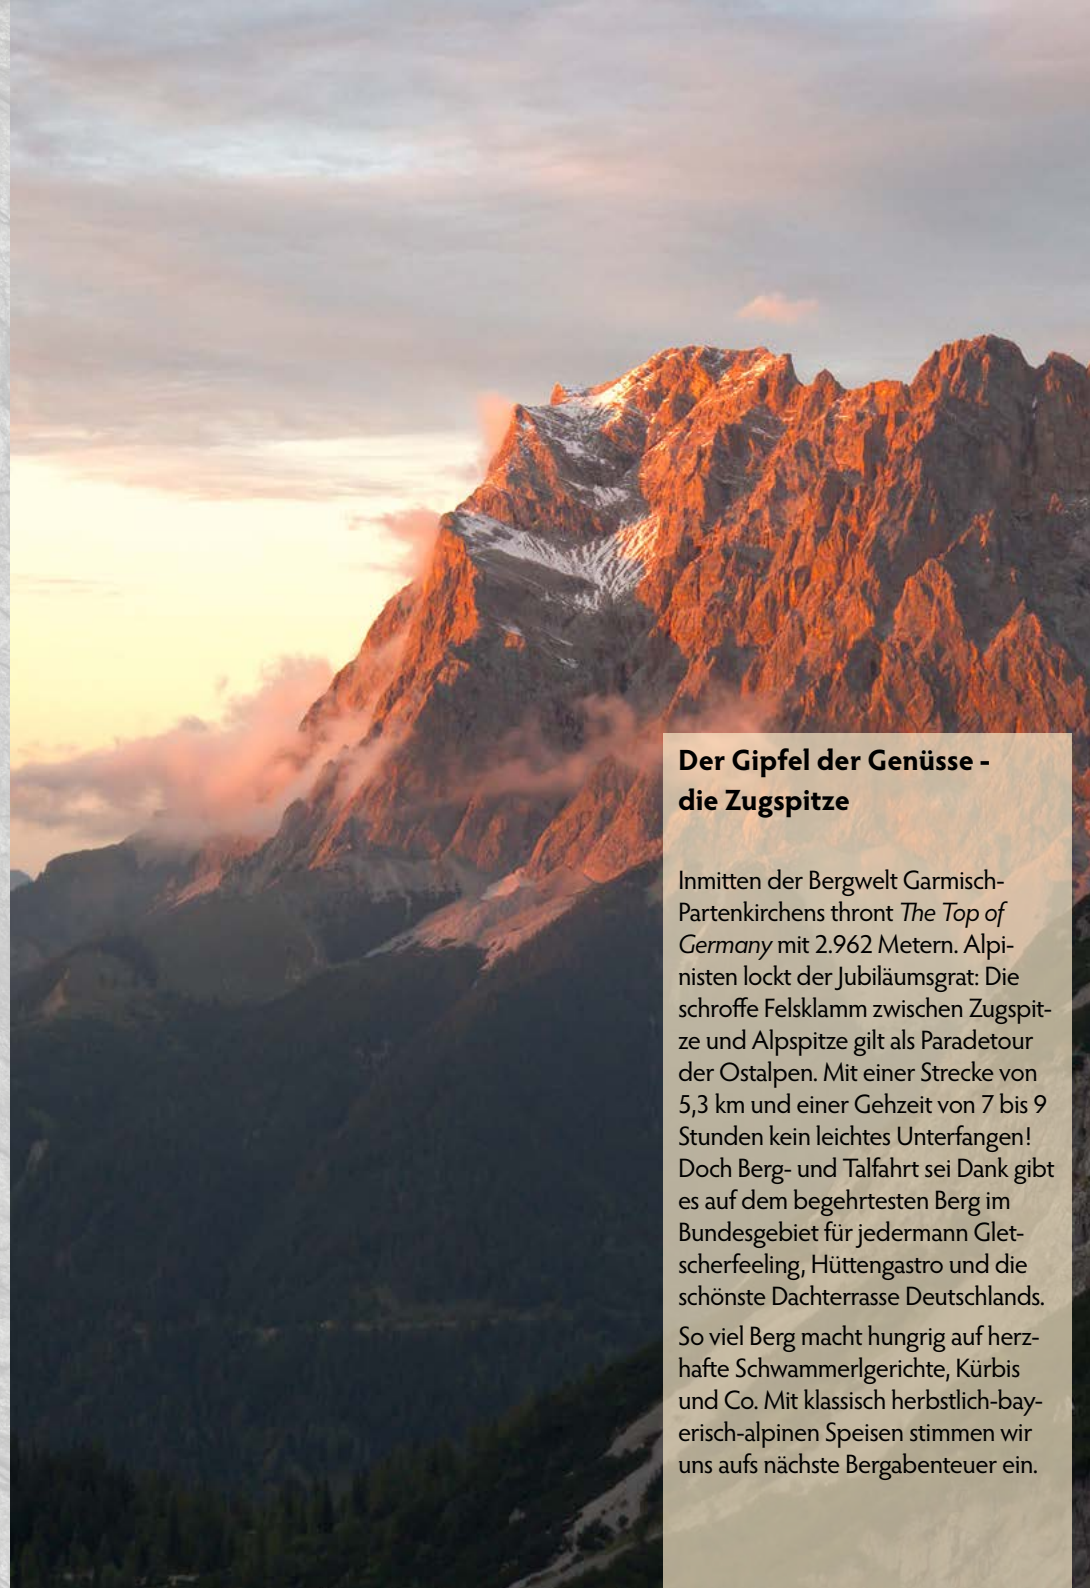 Der Gipfel der Genüsse -
die Zugspitze
Inmitten der Bergwelt Garmisch-
Partenkirchens thront The Top of
Germany mit 2.962 Metern. Alpi-
nisten lockt der Jubiläumsgrat: Die
schroffe Felsklamm zwischen Zugspit-
ze und Alpspitze gilt als Paradetour
der Ostalpen. Mit einer Strecke von
5,3 km und einer Gehzeit von 7 bis 9
Stunden kein leichtes Unterfangen!
Doch Berg- und Talfahrt sei Dank gibt
es auf dem begehrtesten Berg im
Bundesgebiet für jedermann Glet-
scherfeeling, Hüttengastro und die
schönste Dachterrasse Deutschlands.
So viel Berg macht hungrig auf herz-
hafte Schwammerlgerichte, Kürbis
und Co. Mit klassisch herbstlich-bay-
erisch-alpinen Speisen stimmen wir
uns aufs nächste Bergabenteuer ein.